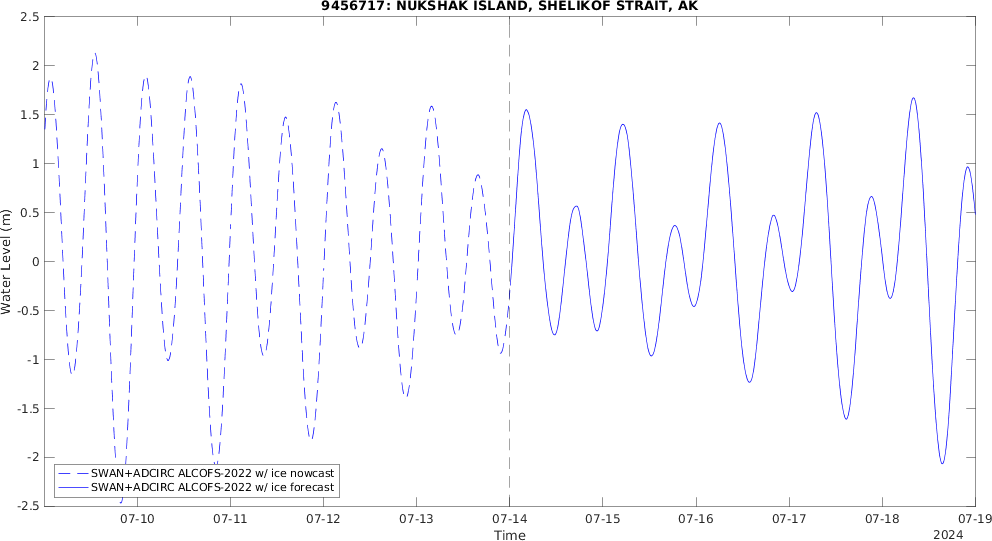 9456717: NUKSHAK ISLAND, SHELIKOF STRAIT, AK
2.5
2
1.5
1
0.5
0
-0.5
-1
-1.5
-2
-2.5
Water Level (m)
SWAN+ADCIRC ALCOFS-2022 w/ ice nowcast
SWAN+ADCIRC ALCOFS-2022 w/ ice forecast
07-10 07-11 07-12 07-13 07-14 07-15 07-16 07-17 07-18 07-19
Time
2024